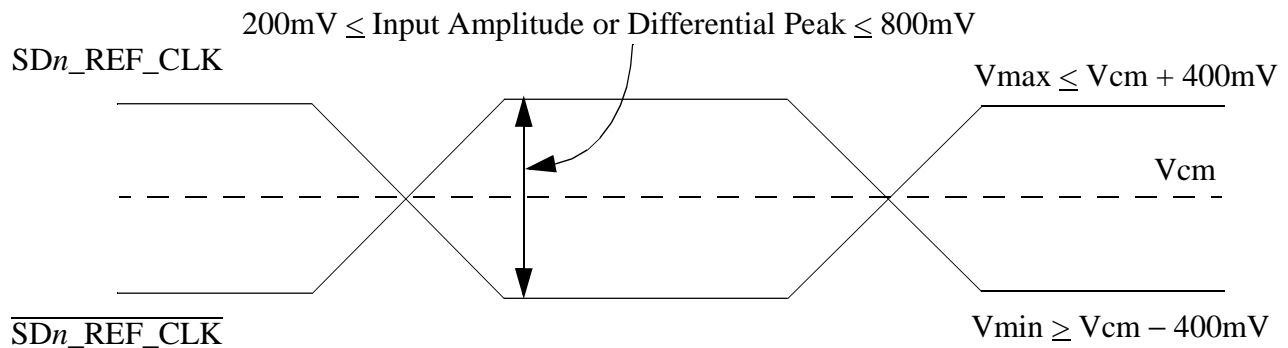 200mV ≤ Input Amplitude or Differential Peak ≤ 800mV
SDn_REF_CLK
Vmax ≤ Vcm + 400mV
Vcm
SDn_REF_CLK
Vmin ≥ Vcm − 400mV